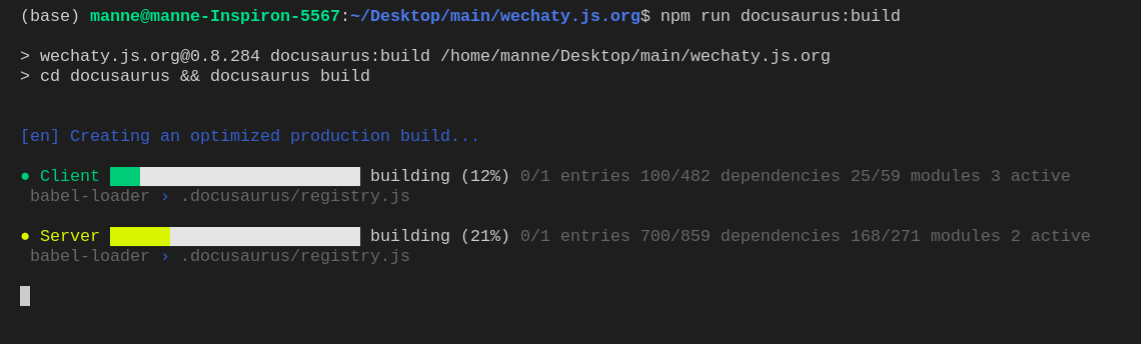 (base) manne@manne-Inspiron-5567:~/Desktop/main/wechaty.js.org$ npm run docusaurus:build
> wechaty.js.org@0.8.284 docusaurus:build /home/manne/Desktop/main/wechaty.js.org
> cd docusaurus && docusaurus build
[en] Creating an optimized production build...
● Client building (12%) 0/1 entries 100/482 dependencies 25/59 modules 3 active
babel-loader › .docusaurus/registry.js
● Server building (21%) 0/1 entries 700/859 dependencies 168/271 modules 2 active
babel-loader › .docusaurus/registry.js